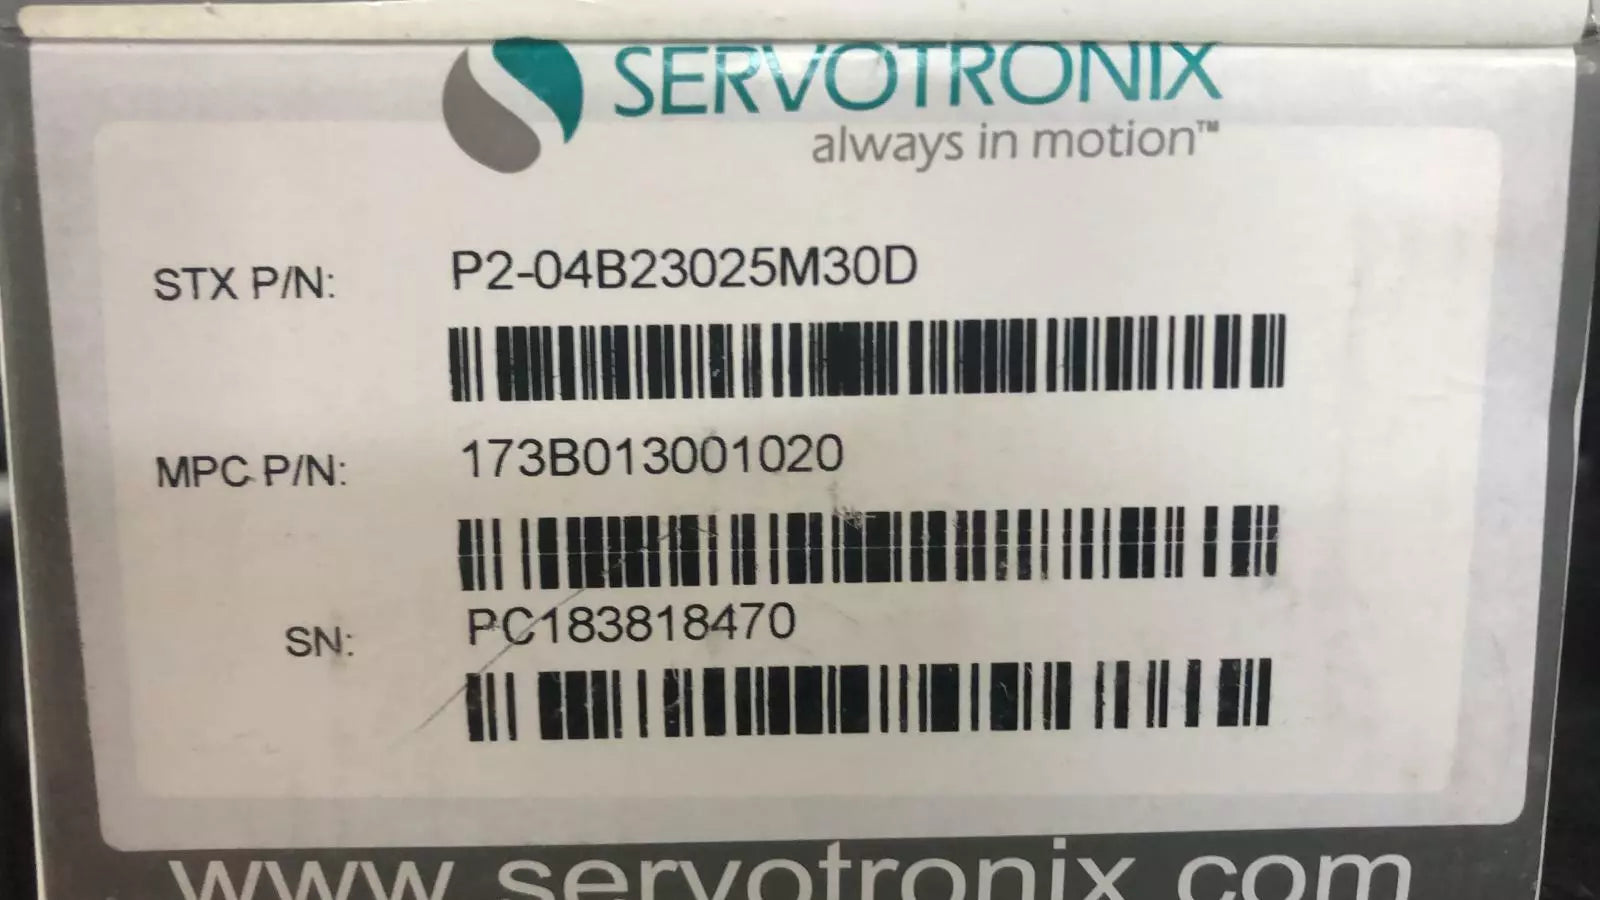 SERVOTRONIX
always in motion™
STX P/N: P2-04B23025M30D
MPC P/N: 173B013001020
SN: PC183818470
www.servotronix.com